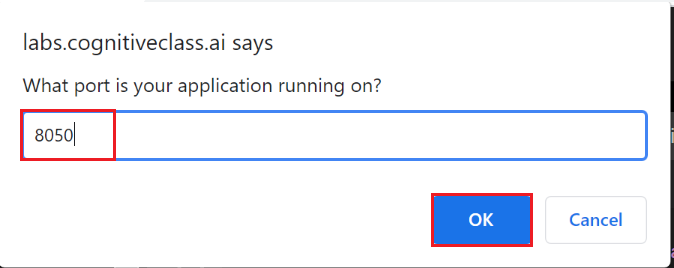 labs.cognitiveclass.ai says
What port is your application running on?
8050
OK Cancel